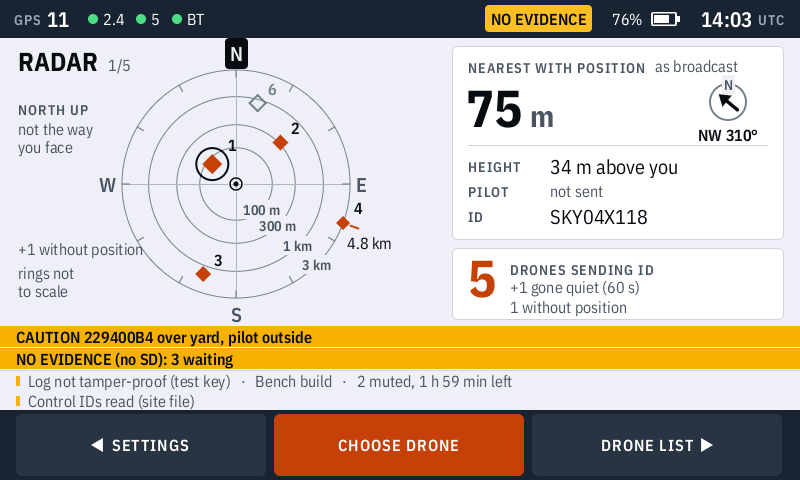 GPS 11 2.4 5 BT NO EVIDENCE 76% 14:03 UTC
RADAR 1/5
N
NORTH UP
not the way
you face
6
2
1
W
E
100 m
300 m
1 km
3 km
4
4.8 km
3
+1 without position
rings not
to scale
S
NEAREST WITH POSITION as broadcast
75 m
N
NW 310°
HEIGHT 34 m above you
PILOT not sent
ID SKY04X118
5 DRONES SENDING ID
+1 gone quiet (60 s)
1 without position
CAUTION 229400B4 over yard, pilot outside
NO EVIDENCE (no SD): 3 waiting
Log not tamper-proof (test key) · Bench build · 2 muted, 1 h 59 min left
Control IDs read (site file)
◀ SETTINGS CHOOSE DRONE DRONE LIST ▶